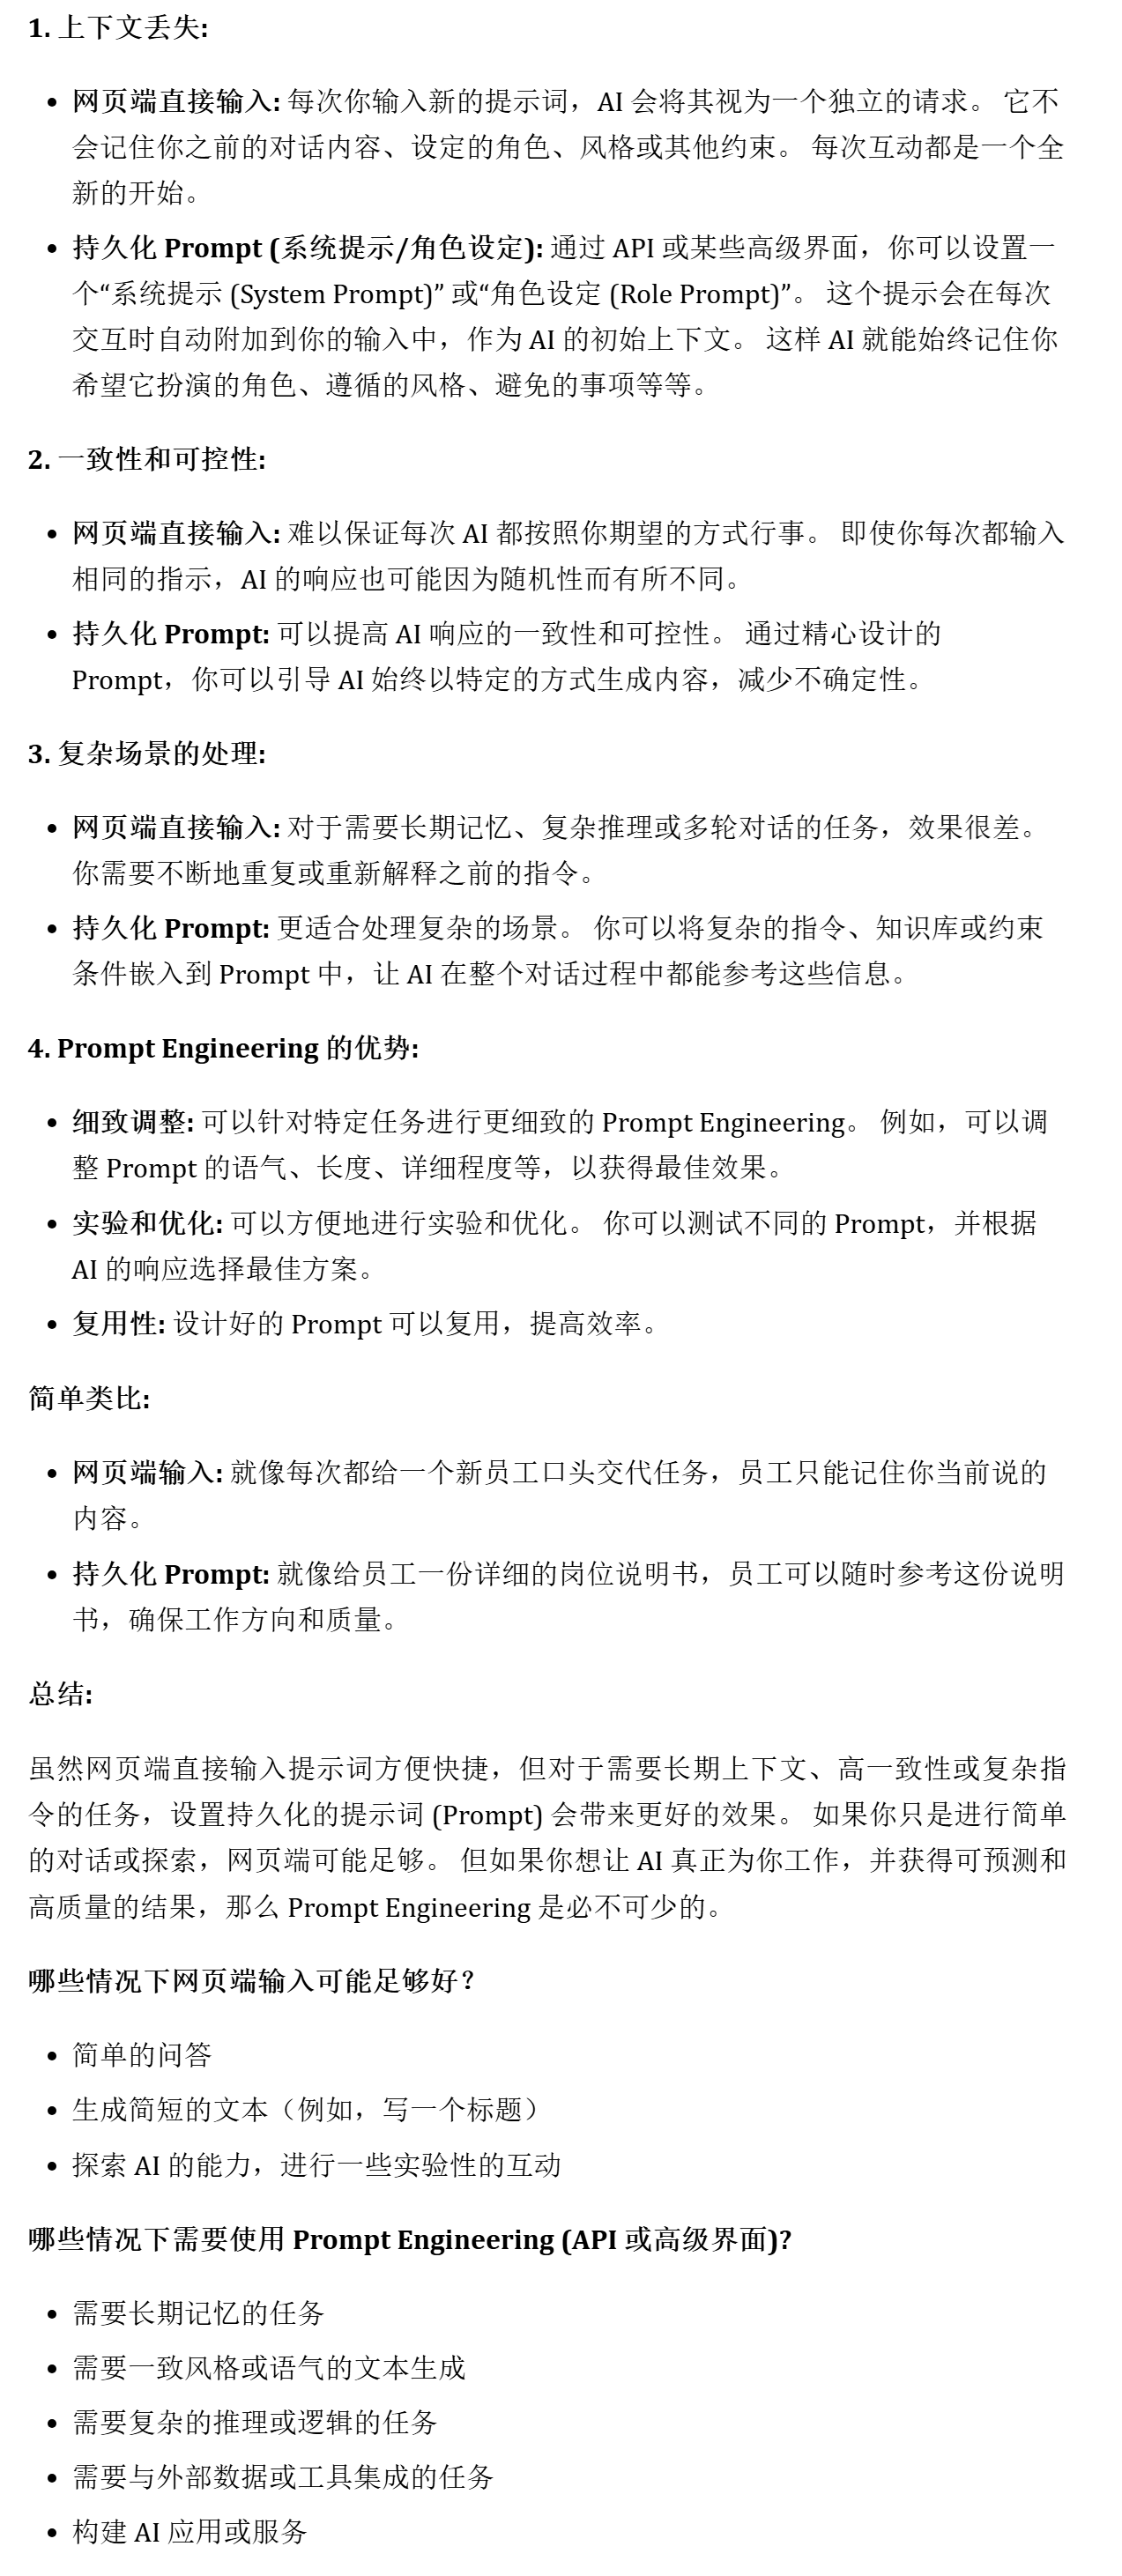 1. 上下文丢失:
• 网页端直接输入: 每次你输入新的提示词，AI 会将其视为一个独立的请求。 它不
会记住你之前的对话内容、设定的角色、风格或其他约束。 每次互动都是一个全
新的开始。
• 持久化 Prompt (系统提示/角色设定): 通过 API 或某些高级界面，你可以设置一
个“系统提示 (System Prompt)” 或“角色设定 (Role Prompt)”。 这个提示会在每次
交互时自动附加到你的输入中，作为 AI 的初始上下文。 这样 AI 就能始终记住你
希望它扮演的角色、遵循的风格、避免的事项等等。
2. 一致性和可控性:
• 网页端直接输入: 难以保证每次 AI 都按照你期望的方式行事。 即使你每次都输入
相同的指示，AI 的响应也可能因为随机性而有所不同。
• 持久化 Prompt: 可以提高 AI 响应的一致性和可控性。 通过精心设计的
Prompt，你可以引导 AI 始终以特定的方式生成内容，减少不确定性。
3. 复杂场景的处理:
• 网页端直接输入: 对于需要长期记忆、复杂推理或多轮对话的任务，效果很差。
你需要不断地重复或重新解释之前的指令。
• 持久化 Prompt: 更适合处理复杂的场景。 你可以将复杂的指令、知识库或约束
条件嵌入到 Prompt 中，让 AI 在整个对话过程中都能参考这些信息。
4. Prompt Engineering 的优势:
• 细致调整: 可以针对特定任务进行更细致的 Prompt Engineering。 例如，可以调
整 Prompt 的语气、长度、详细程度等，以获得最佳效果。
• 实验和优化: 可以方便地进行实验和优化。 你可以测试不同的 Prompt，并根据
AI 的响应选择最佳方案。
• 复用性: 设计好的 Prompt 可以复用，提高效率。
简单类比:
• 网页端输入: 就像每次都给一个新员工口头交代任务，员工只能记住你当前说的
内容。
• 持久化 Prompt: 就像给员工一份详细的岗位说明书，员工可以随时参考这份说明
书，确保工作方向和质量。
总结:
虽然网页端直接输入提示词方便快捷，但对于需要长期上下文、高一致性或复杂指
令的任务，设置持久化的提示词 (Prompt) 会带来更好的效果。 如果你只是进行简单
的对话或探索，网页端可能足够。 但如果你想让 AI 真正为你工作，并获得可预测和
高质量的结果，那么 Prompt Engineering 是必不可少的。
哪些情况下网页端输入可能足够好？
• 简单的问答
• 生成简短的文本（例如，写一个标题）
• 探索 AI 的能力，进行一些实验性的互动
哪些情况下需要使用 Prompt Engineering (API 或高级界面)?
• 需要长期记忆的任务
• 需要一致风格或语气的文本生成
• 需要复杂的推理或逻辑的任务
• 需要与外部数据或工具集成的任务
• 构建 AI 应用或服务